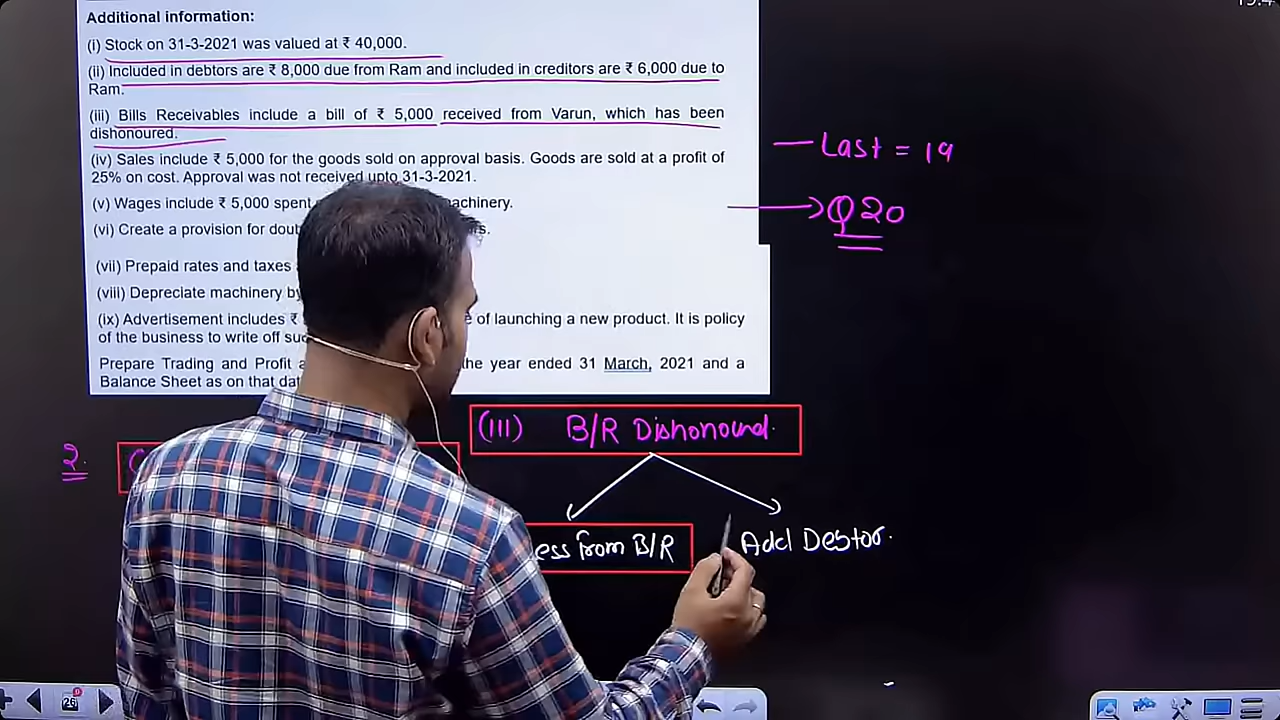 Additional information:
(i) Stock on 31-3-2021 was valued at ₹ 40,000.
(ii) Included in debtors are ₹ 8,000 due from Ram and included in creditors are ₹ 6,000 due to
Ram.
(iii) Bills Receivables include a bill of ₹ 5,000 received from Varun, which has been
dishonoured.
(iv) Sales include ₹ 5,000 for the goods sold on approval basis. Goods are sold at a profit of
25% on cost. Approval was not received upto 31-3-2021.
(v) Wages include ₹ 5,000 spent
(vi) Create a provision for
(vii) Prepaid rates and taxes
(viii) Depreciate machinery by
(ix) Advertisement includes ₹ of launching a new product. It is policy
of the business to write off
Prepare Trading and Profit the year ended 31 March, 2021 and a
Balance Sheet as on that
Last = 19
Q20
(III) B/R Dishonound.
2.
from B/R
Add Debtor.
26